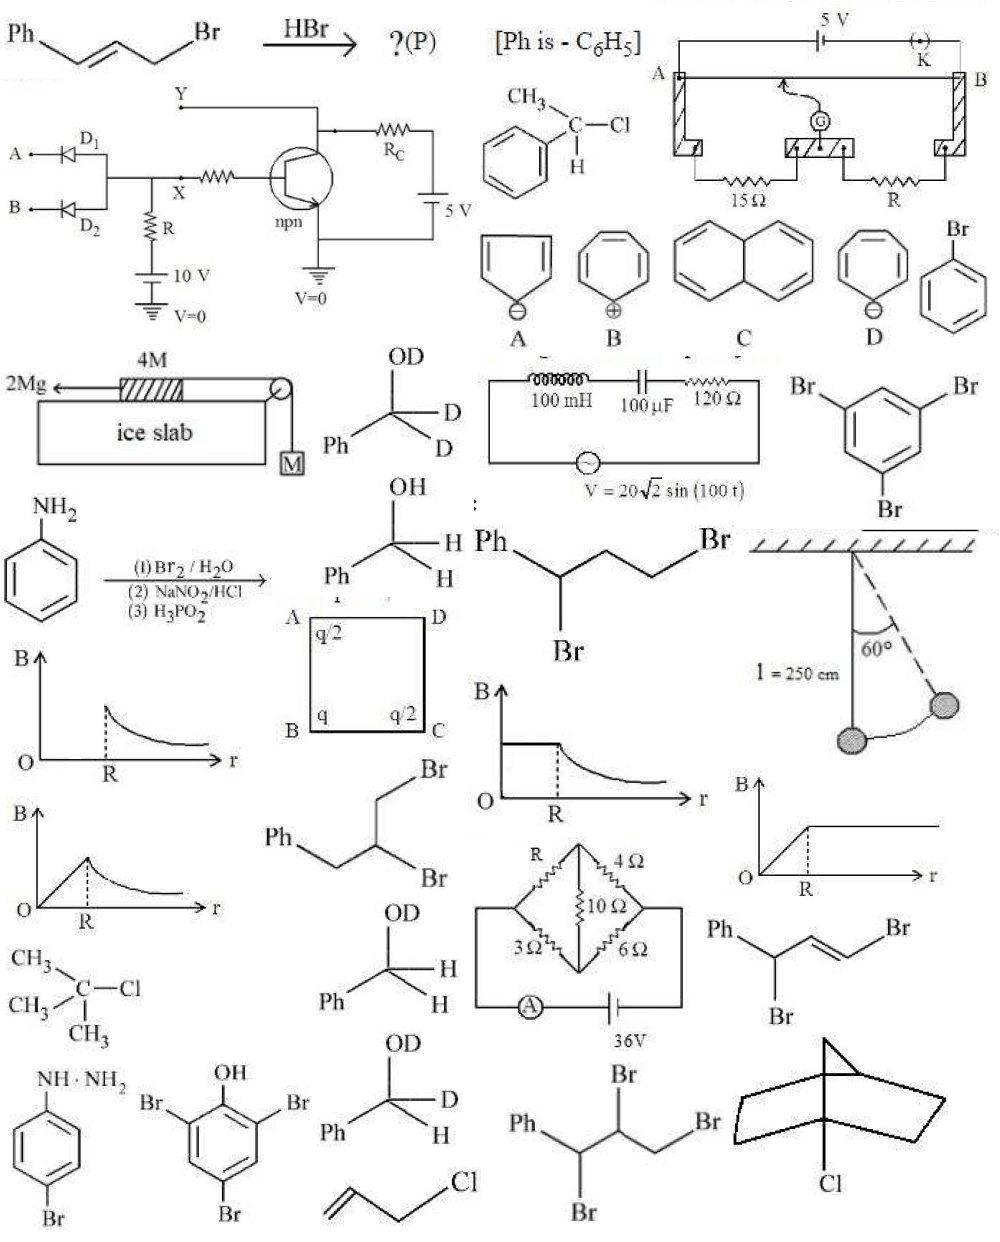 Ph Br HBr ?(P) [Ph is - C6H5]
5 V
K
A B
G
15 Ω R
Y
A D1
B D2
X
R
RC
npn
5 V
10 V
V=0
V=0
CH3
C Cl
H
Br
⊖ ⊕ ⊖
A B C D
4M
2Mg
ice slab
M
OD
D
Ph D
100 mH 100 μF 120 Ω
V = 20√2 sin (100 t)
Br Br
Br
NH2
(1) Br2 / H2O
(2) NaNO2/HCl
(3) H3PO2
OH
H
Ph H
:
Ph Br
Br
60°
l = 250 cm
A D
q/2
B q q/2 C
B
O R r
B
O R r
Br
Ph
Br
B
O R r
B
O R r
R 4 Ω
10 Ω
3 Ω 6 Ω
A
36V
OD
H
Ph H
Ph Br
Br
CH3
C Cl
CH3
CH3
NH · NH2
Br
OH
Br Br
Br
OD
D
Ph H
Cl
Br
Ph Br
Br
Cl